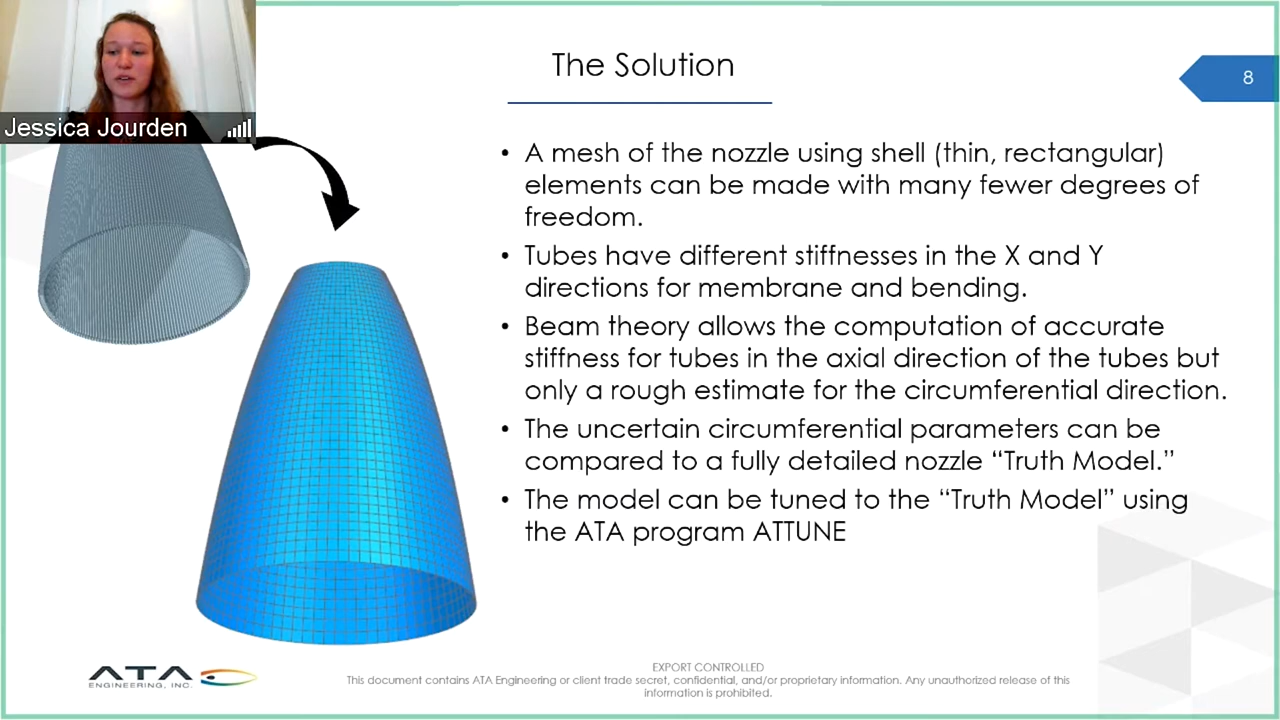 The Solution
8
Jessica Jourden
• A mesh of the nozzle using shell (thin, rectangular)
elements can be made with many fewer degrees of
freedom.
• Tubes have different stiffnesses in the X and Y
directions for membrane and bending.
• Beam theory allows the computation of accurate
stiffness for tubes in the axial direction of the tubes but
only a rough estimate for the circumferential direction.
• The uncertain circumferential parameters can be
compared to a fully detailed nozzle “Truth Model.”
• The model can be tuned to the “Truth Model” using
the ATA program ATTUNE
ATA
ENGINEERING, INC.
EXPORT CONTROLLED
This document contains ATA Engineering or client trade secret, confidential, and/or proprietary information. Any unauthorized release of this
information is prohibited.